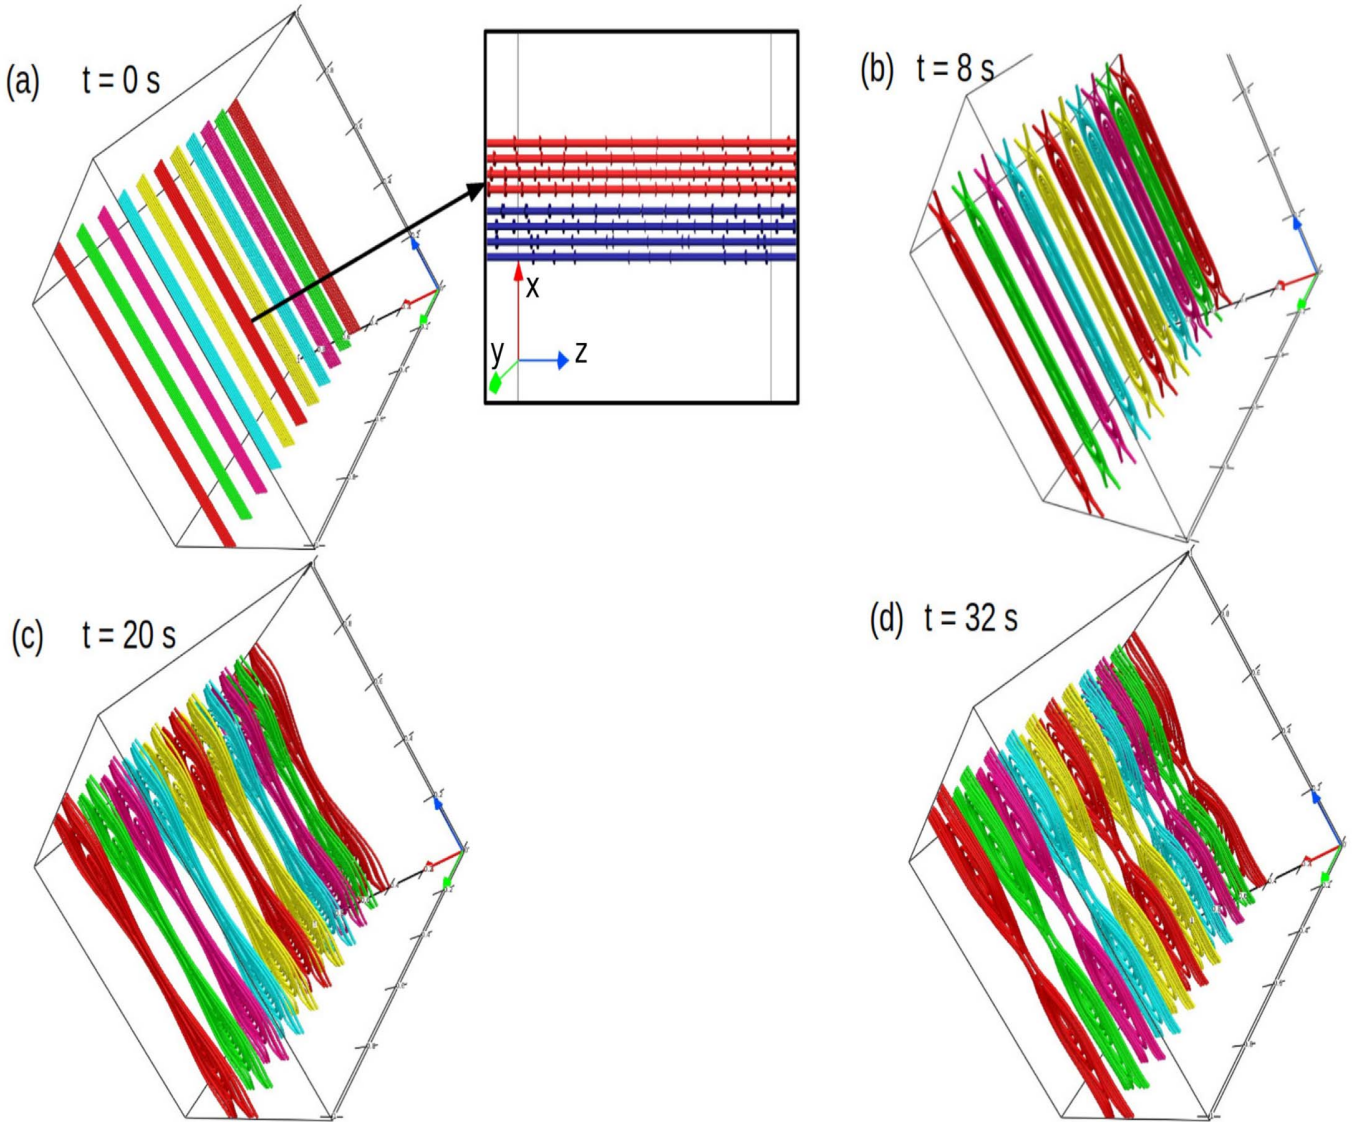 (a) t = 0 s
x
y
z
(b) t = 8 s
(c) t = 20 s
(d) t = 32 s